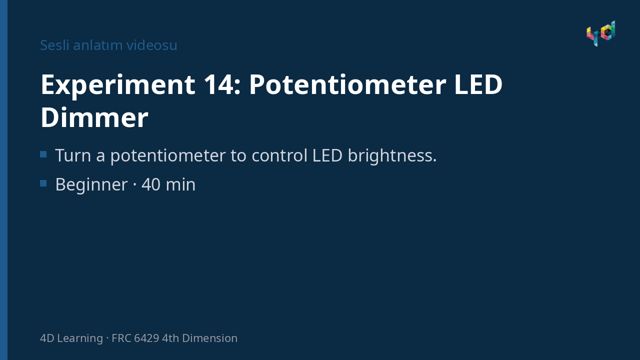 Sesli anlatım videosu
Experiment 14: Potentiometer LED
Dimmer
Turn a potentiometer to control LED brightness.
Beginner · 40 min
4D Learning · FRC 6429 4th Dimension
4d